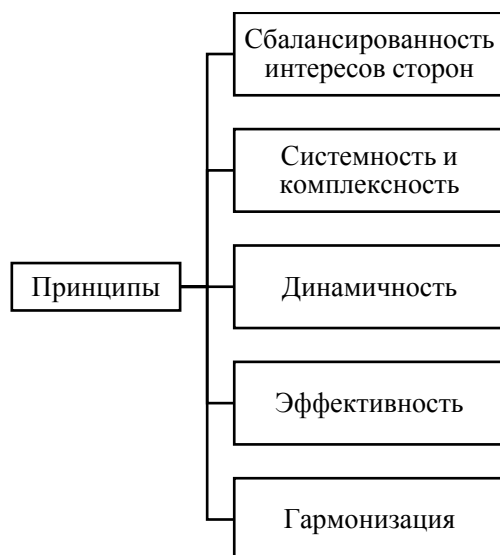 Сбалансированность
интересов сторон
Системность и
комплексность
Принципы
Динамичность
Эффективность
Гармонизация